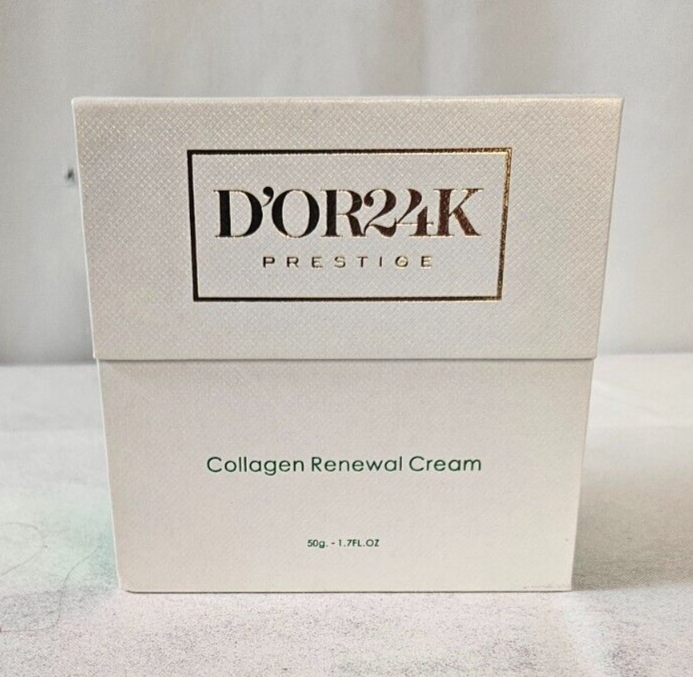 D'OR24K
PRESTIGE
Collagen Renewal Cream
50g. - 1.7FL.OZ